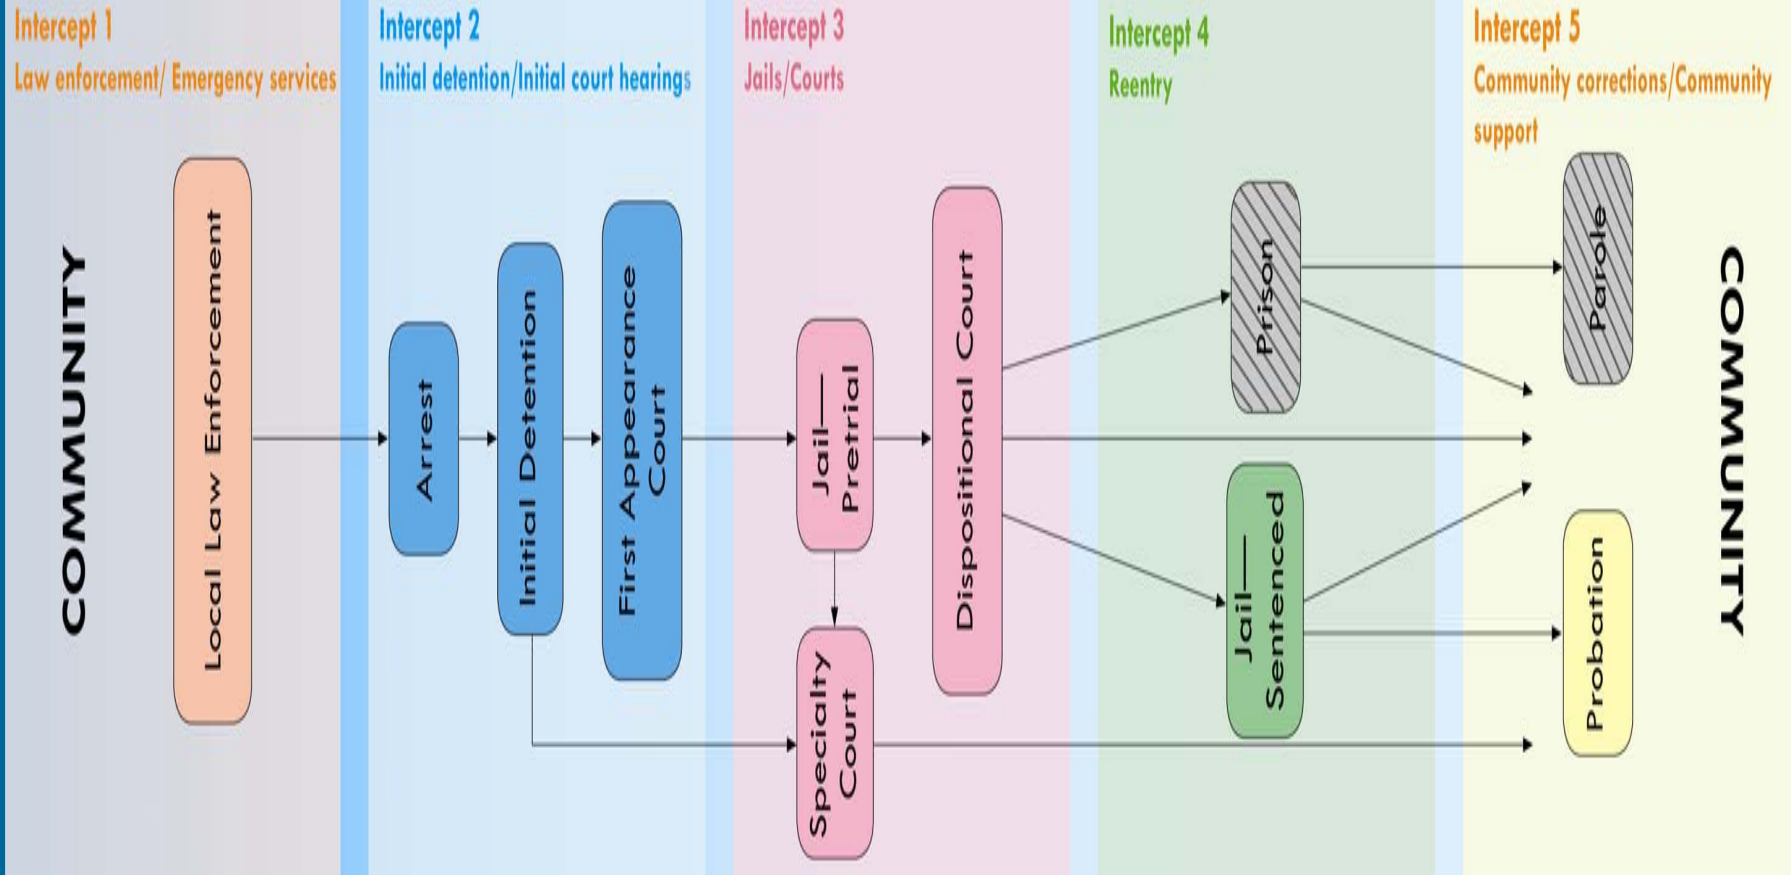 Intercept 1
Law enforcement/ Emergency services
COMMUNITY
Local Law Enforcement
Intercept 2
Initial detention/Initial court hearings
Arrest
Initial Detention
First Appearance
Court
Intercept 3
Jails/Courts
Jail—
Pretrial
Specialty
Court
Dispositional Court
Intercept 4
Reentry
Prison
Jail—
Sentenced
Intercept 5
Community corrections/Community
support
Parole
Probation
COMMUNITY